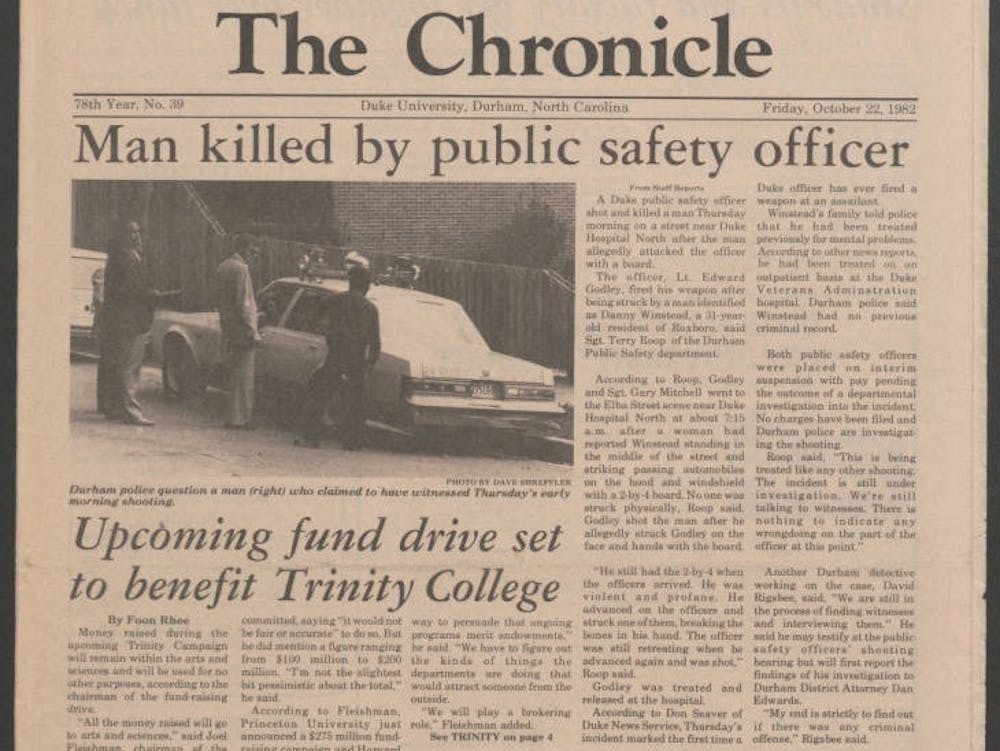 The Chronicle
78th Year, No. 39
Duke University, Durham, North Carolina
Friday, October 22, 1982
Man killed by public safety officer
PHOTO BY DAVE SHREFFLER
Durham police question a man (right) who claimed to have witnessed Thursday's early
morning shooting.
From Staff Reports
A Duke public safety officer
shot and killed a man Thursday
morning on a street near Duke
Hospital North after the man
allegedly attacked the officer
with a board.
The officer, Lt. Edward
Godley, fired his weapon after
being struck by a man identified
as Danny Winstead, a 31-year-
old resident of Roxboro, said
Sgt. Terry Roop of the Durham
Public Safety department.
According to Roop, Godley
and Sgt. Gary Mitchell went to
the Elba Street scene near Duke
Hospital North at about 7:15
a.m. after a woman had
reported Winstead standing in
the middle of the street and
striking passing automobiles
on the hood and windshield
with a 2-by-4 board. No one was
struck physically, Roop said.
Godley shot the man after he
allegedly struck Godley on the
face and hands with the board.
"He still had the 2-by-4 when
the officers arrived. He was
violent and profane. He
advanced on the officers and
struck one of them, breaking the
bones in his hand. The officer
was still retreating when he
advanced again and was shot,"
Roop said.
Godley was treated and
released at the hospital.
According to Don Seaver of
Duke News Service, Thursday's
incident marked the first time a
Duke officer has ever fired a
weapon at an assailant.
Winstead's family told police
that he had been treated
previously for mental problems.
According to other news reports,
he had been treated on an
outpatient basis at the Duke
Veterans Adminstration
hospital. Durham police said
Winstead had no previous
criminal record.
Both public safety officers
were placed on interim
suspension with pay pending
the outcome of a departmental
investigation into the incident.
No charges have been filed and
Durham police are investigat-
ing the shooting.
Roop said, "This is being
treated like any other shooting.
The incident is still under
investigation. We're still
talking to witnesses. There is
nothing to indicate any
wrongdoing on the part of the
officer at this point."
Another Durham detective
working on the case, David
Rigsbee, said, "We are still in
the process of finding witnesses
and interviewing them." He
said he may testify at the public
safety officers' shooting
hearing but will first report the
findings of his investigation to
Durham District Attorney Dan
Edwards.
"My end is strictly to find out
if there was any criminal
offense," Rigsbee said.
Upcoming fund drive set
to benefit Trinity College
By Foon Rhee
Money raised during the
upcoming Trinity Campaign
will remain within the arts and
sciences and will be used for no
other purposes, according to the
chairman of the fund-raising
drive.
"All the money raised will go
to arts and sciences," said Joel
Fleishman, chairman of the
committed, saying "it would not
be fair or accurate" to do so. But
he did mention a figure ranging
from $100 million to $200
million. "I'm not the slightest
bit pessimistic about the total,"
he said.
According to Fleishman,
Princeton University just
announced a $275 million fund-
raising campaign and Harvard
way to persuade that ongoing
programs merit endowments,"
he said. "We have to figure out
the kinds of things the
departments are doing that
would attract someone from the
outside.
"We will play a brokering
role," Fleishman added.
See TRINITY on page 4